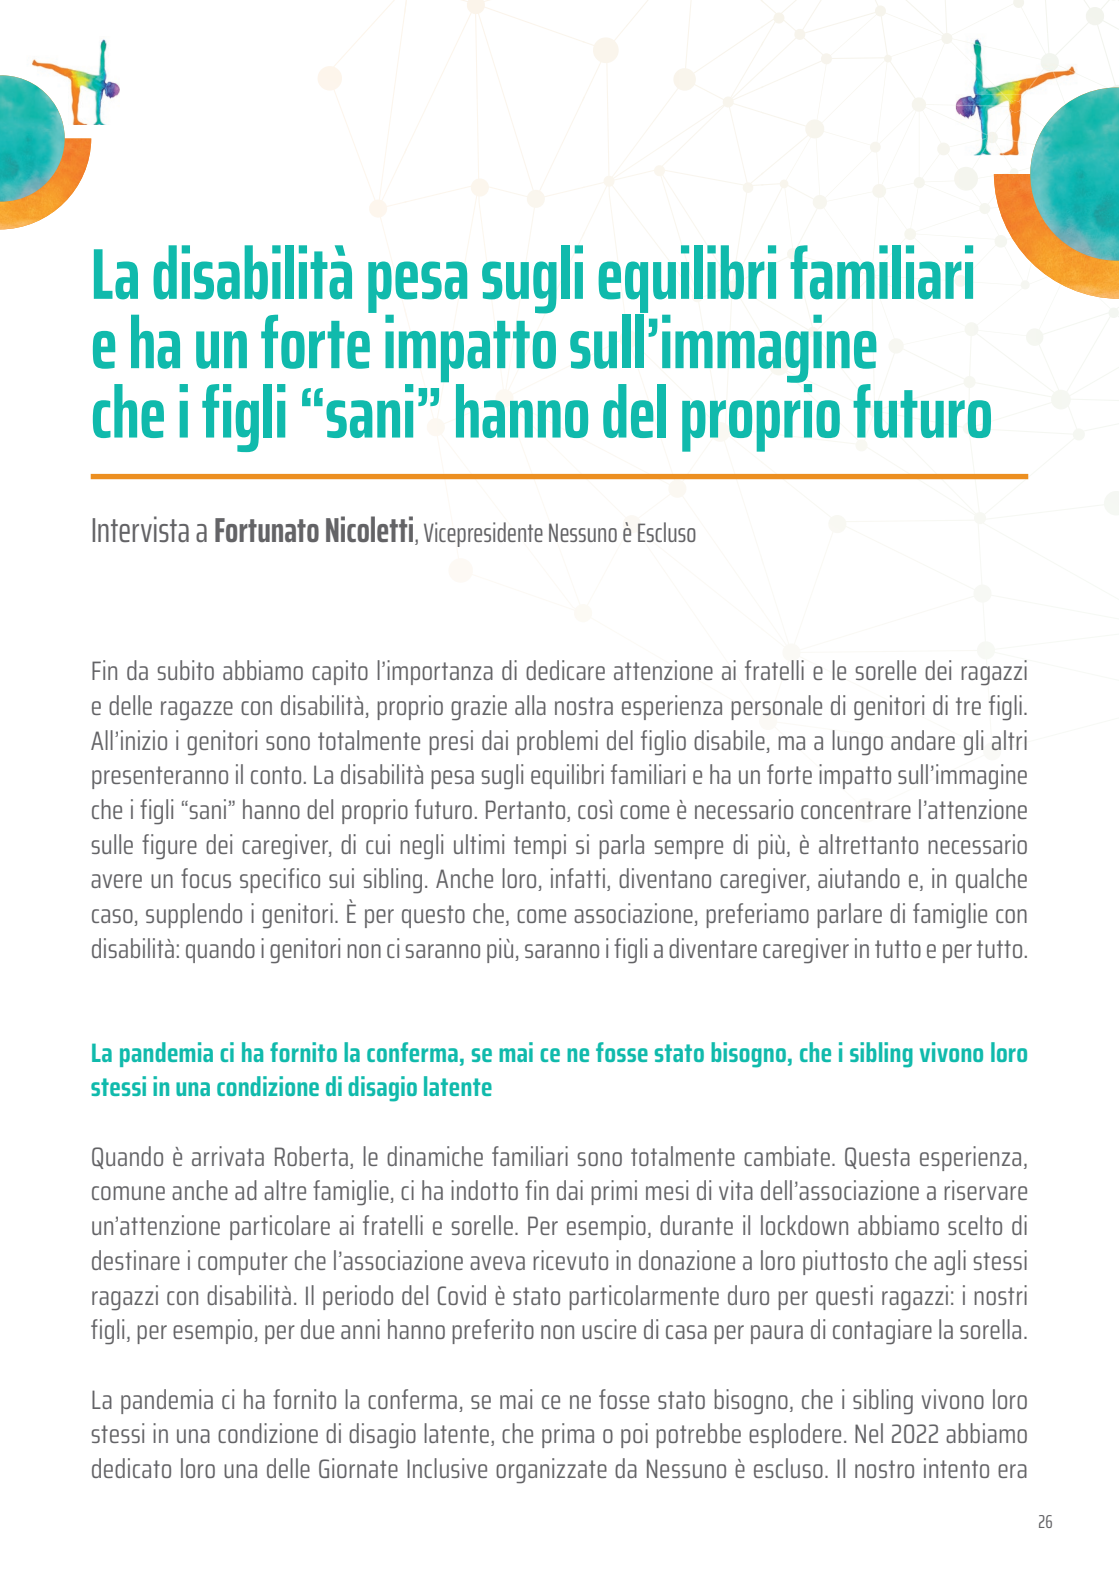 La disabilità pesa sugli equilibri familiari
e ha un forte impatto sull’immagine
che i figli “sani” hanno del proprio futuro
Intervista a Fortunato Nicoletti, Vicepresidente Nessuno è Escluso
Fin da subito abbiamo capito l’importanza di dedicare attenzione ai fratelli e le sorelle dei ragazzi
e delle ragazze con disabilità, proprio grazie alla nostra esperienza personale di genitori di tre figli.
All’inizio i genitori sono totalmente presi dai problemi del figlio disabile, ma a lungo andare gli altri
presenteranno il conto. La disabilità pesa sugli equilibri familiari e ha un forte impatto sull’immagine
che i figli “sani” hanno del proprio futuro. Pertanto, così come è necessario concentrare l’attenzione
sulle figure dei caregiver, di cui negli ultimi tempi si parla sempre di più, è altrettanto necessario
avere un focus specifico sui sibling. Anche loro, infatti, diventano caregiver, aiutando e, in qualche
caso, supplendo i genitori. È per questo che, come associazione, preferiamo parlare di famiglie con
disabilità: quando i genitori non ci saranno più, saranno i figli a diventare caregiver in tutto e per tutto.
La pandemia ci ha fornito la conferma, se mai ce ne fosse stato bisogno, che i sibling vivono loro
stessi in una condizione di disagio latente
Quando è arrivata Roberta, le dinamiche familiari sono totalmente cambiate. Questa esperienza,
comune anche ad altre famiglie, ci ha indotto fin dai primi mesi di vita dell’associazione a riservare
un’attenzione particolare ai fratelli e sorelle. Per esempio, durante il lockdown abbiamo scelto di
destinare i computer che l’associazione aveva ricevuto in donazione a loro piuttosto che agli stessi
ragazzi con disabilità. Il periodo del Covid è stato particolarmente duro per questi ragazzi: i nostri
figli, per esempio, per due anni hanno preferito non uscire di casa per paura di contagiare la sorella.
La pandemia ci ha fornito la conferma, se mai ce ne fosse stato bisogno, che i sibling vivono loro
stessi in una condizione di disagio latente, che prima o poi potrebbe esplodere. Nel 2022 abbiamo
dedicato loro una delle Giornate Inclusive organizzate da Nessuno è escluso. Il nostro intento era
26